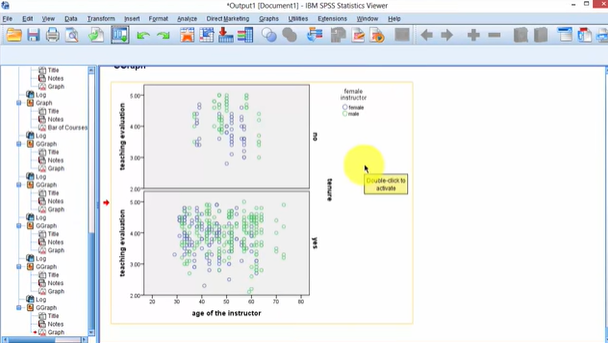 *Output1 [Document1] - IBM SPSS Statistics Viewer
File Edit View Data Transform Insert Format Analyze Direct Marketing Graphs Utilities Extensions Window Help
Title
Notes
Graph
Log
Graph
Title
Notes
Bar of Courses
Log
GGraph
Title
Notes
Graph
Log
GGraph
Title
Notes
Graph
Log
GGraph
Title
Notes
Graph
Log
GGraph
Title
Notes
Graph
Log
GGraph
Title
Notes
Graph
GGraph
teaching evaluation
5.00
4.00
3.00
2.00
no
teaching evaluation
5.00
4.00
3.00
2.00
yes
tenure
20 30 40 50 60 70 80
age of the instructor
female
instructor
female
male
Double-click to
activate